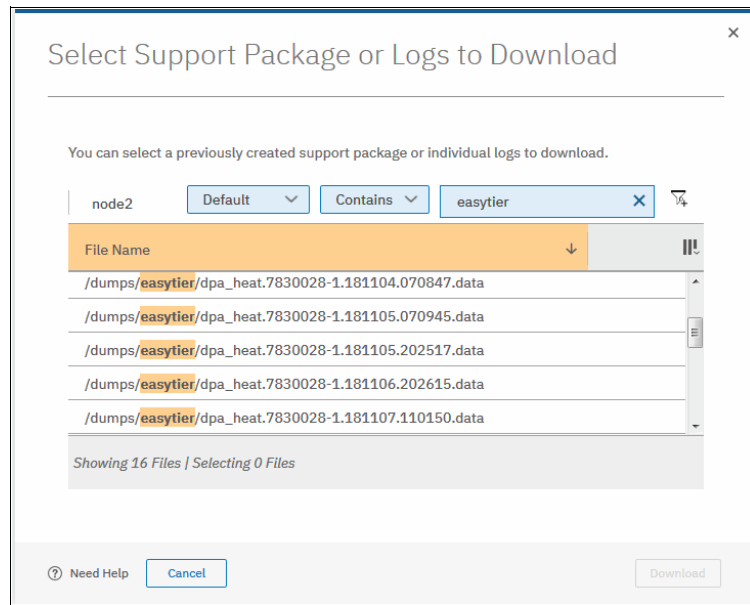 Select Support Package or Logs to Download
You can select a previously created support package or individual logs to download.
node2 Default Contains easytier
File Name
/dumps/easytier/dpa_heat.7830028-1.181104.070847.data
/dumps/easytier/dpa_heat.7830028-1.181105.070945.data
/dumps/easytier/dpa_heat.7830028-1.181105.202517.data
/dumps/easytier/dpa_heat.7830028-1.181106.202615.data
/dumps/easytier/dpa_heat.7830028-1.181107.110150.data
Showing 16 Files | Selecting 0 Files
Need Help Cancel Download